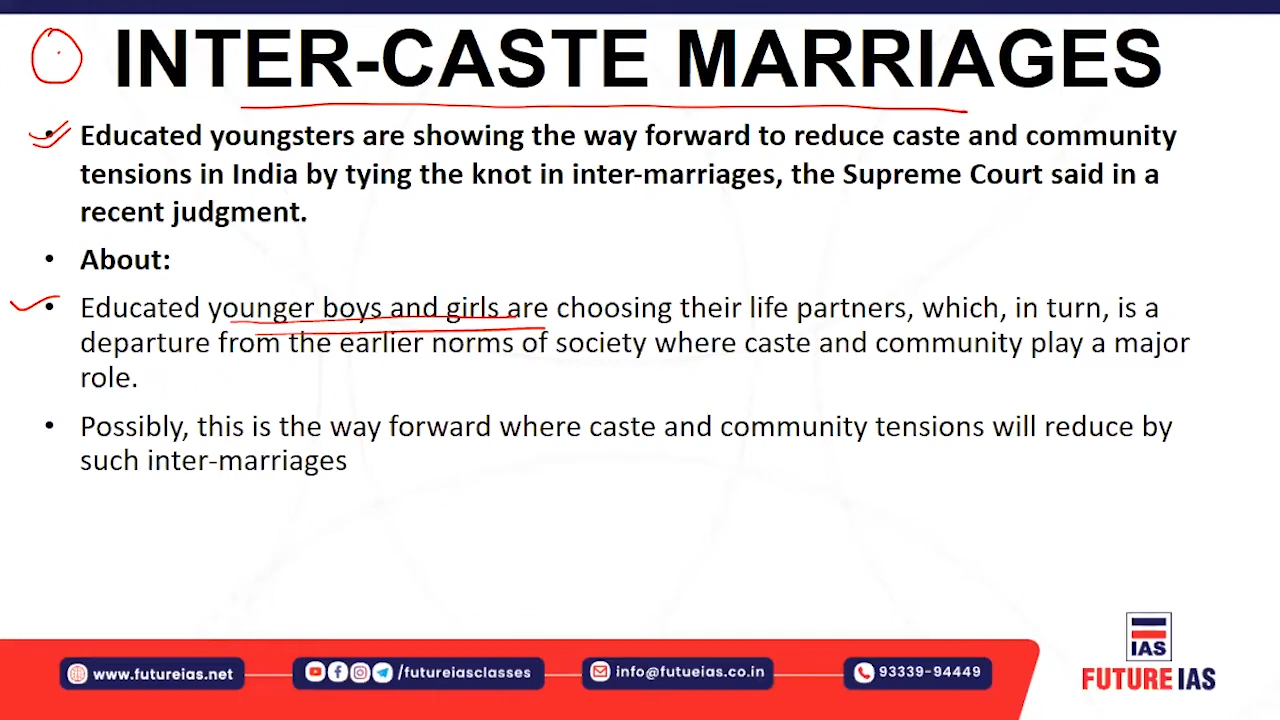 INTER-CASTE MARRIAGES
• Educated youngsters are showing the way forward to reduce caste and community
tensions in India by tying the knot in inter-marriages, the Supreme Court said in a
recent judgment.
• About:
• Educated younger boys and girls are choosing their life partners, which, in turn, is a
departure from the earlier norms of society where caste and community play a major
role.
• Possibly, this is the way forward where caste and community tensions will reduce by
such inter-marriages
www.futureias.net
/futureiasclasses
info@futueias.co.in
93339-94449
IAS
FUTURE IAS